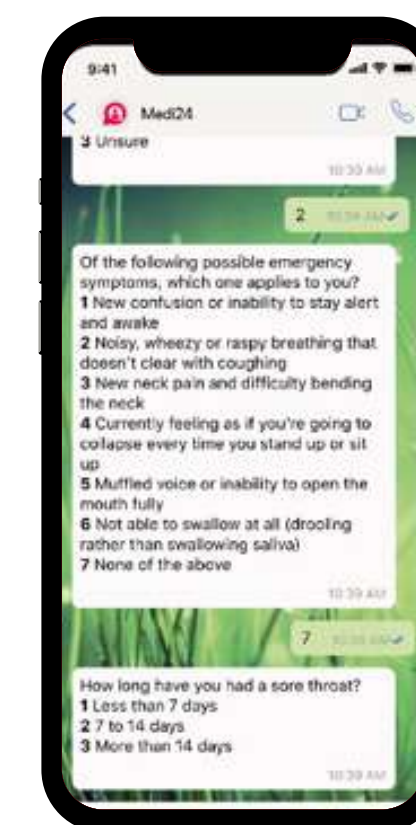 9:41
Medi24
3 Unsure
10:39 AM
2 10:39 AM
Of the following possible emergency
symptoms, which one applies to you?
1 New confusion or inability to stay alert
and awake
2 Noisy, wheezy or raspy breathing that
doesn't clear with coughing
3 New neck pain and difficulty bending
the neck
4 Currently feeling as if you're going to
collapse every time you stand up or sit
up
5 Muffled voice or inability to open the
mouth fully
6 Not able to swallow at all (drooling
rather than swallowing saliva)
7 None of the above
10:39 AM
7 10:39 AM
How long have you had a sore throat?
1 Less than 7 days
2 7 to 14 days
3 More than 14 days
10:39 AM